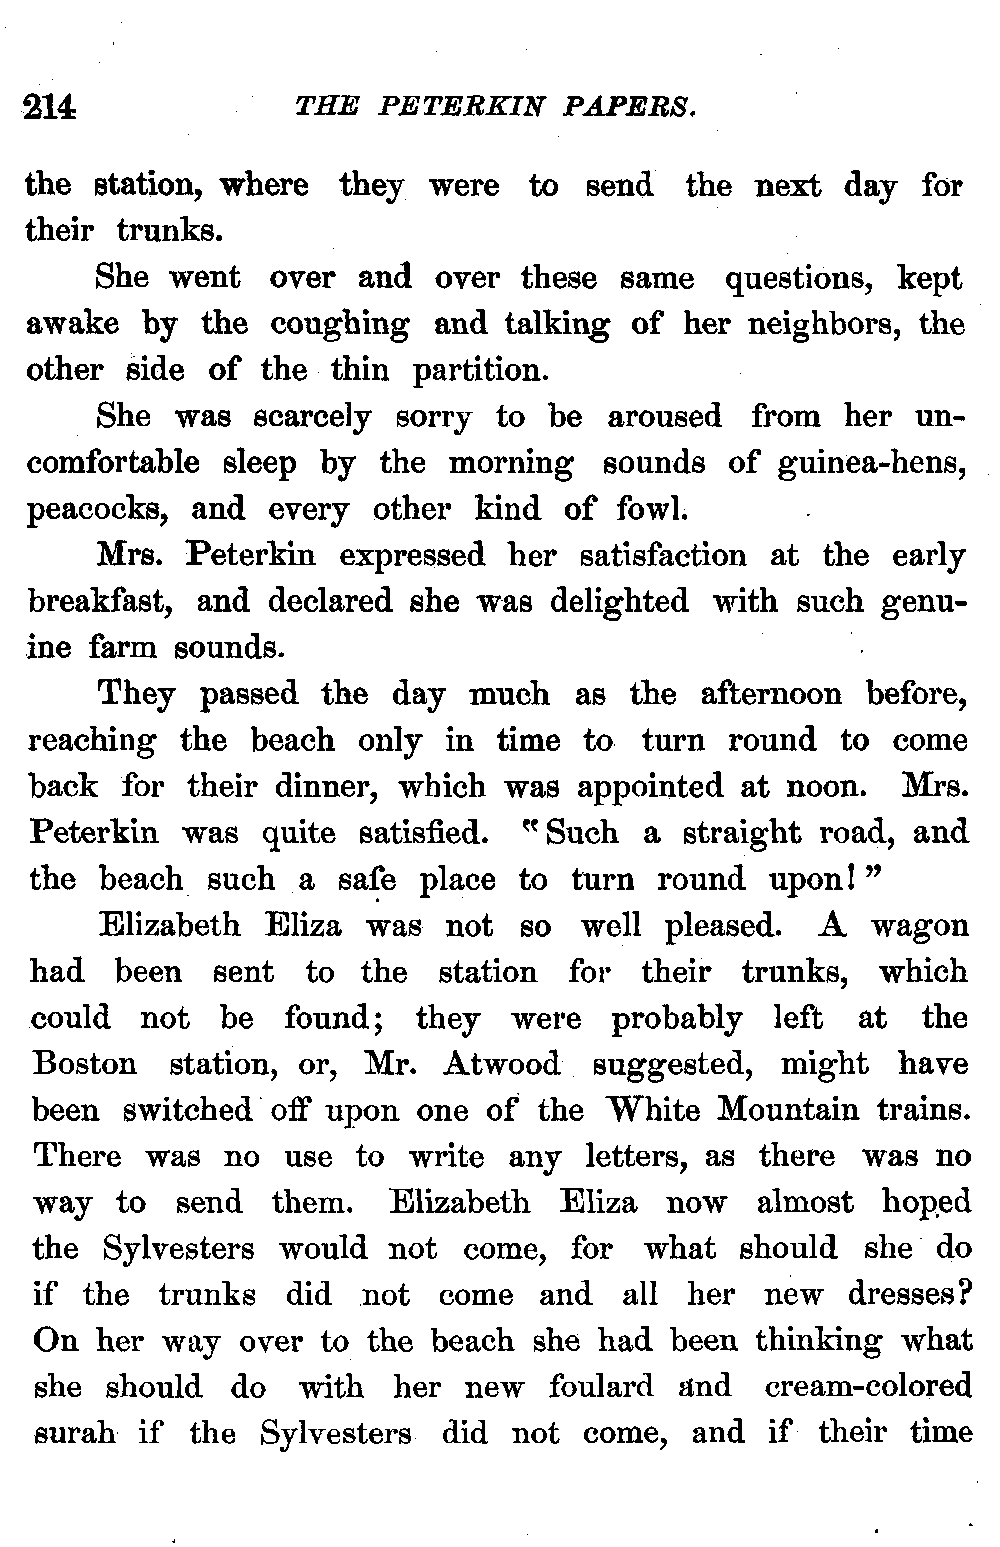 214 THE PETERKIN PAPERS.
the station, where they were to send the next day for
their trunks.
She went over and over these same questions, kept
awake by the coughing and talking of her neighbors, the
other side of the thin partition.
She was scarcely sorry to be aroused from her un-
comfortable sleep by the morning sounds of guinea-hens,
peacocks, and every other kind of fowl.
Mrs. Peterkin expressed her satisfaction at the early
breakfast, and declared she was delighted with such genu-
ine farm sounds.
They passed the day much as the afternoon before,
reaching the beach only in time to turn round to come
back for their dinner, which was appointed at noon. Mrs.
Peterkin was quite satisfied. "Such a straight road, and
the beach such a safe place to turn round upon!"
Elizabeth Eliza was not so well pleased. A wagon
had been sent to the station for their trunks, which
could not be found; they were probably left at the
Boston station, or, Mr. Atwood suggested, might have
been switched off upon one of the White Mountain trains.
There was no use to write any letters, as there was no
way to send them. Elizabeth Eliza now almost hoped
the Sylvesters would not come, for what should she do
if the trunks did not come and all her new dresses?
On her way over to the beach she had been thinking what
she should do with her new foulard and cream-colored
surah if the Sylvesters did not come, and if their time